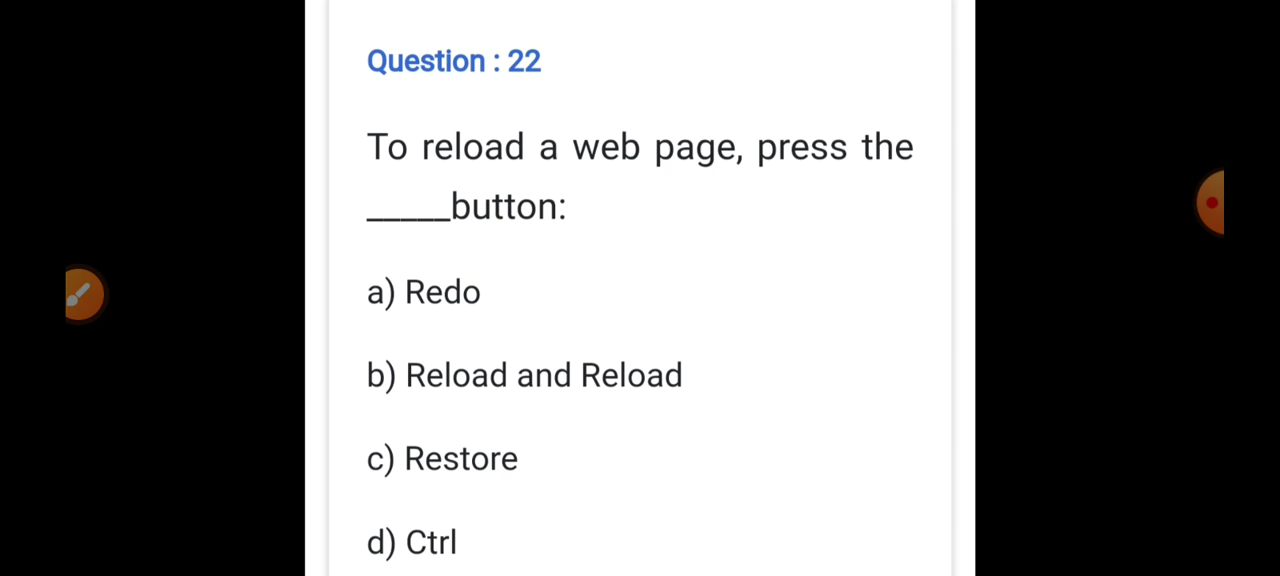 Question : 22
To reload a web page, press the
_____button:
a) Redo
b) Reload and Reload
c) Restore
d) Ctrl